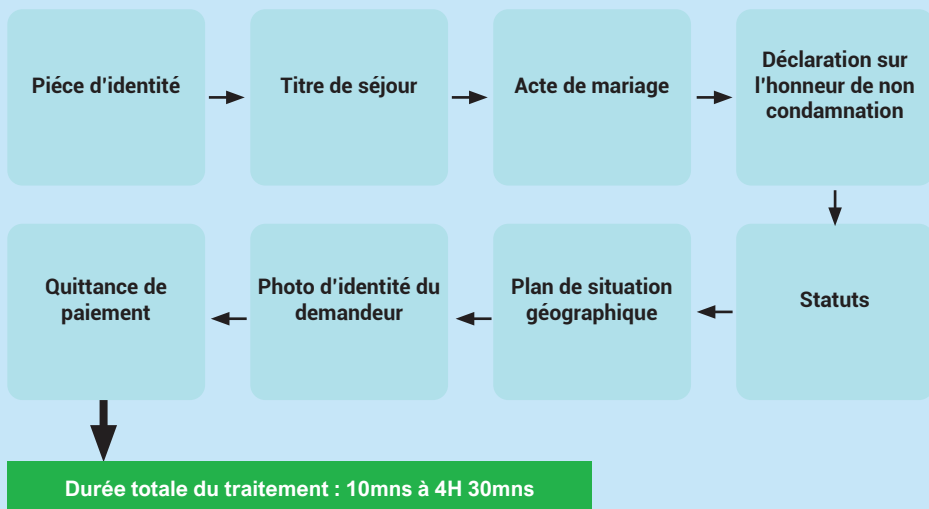 Piéce d'identité
Titre de séjour
Acte de mariage
Déclaration sur
l'honneur de non
condamnation
Statuts
Plan de situation
géographique
Photo d'identité du
demandeur
Quittance de
paiement
Durée totale du traitement : 10mns à 4H 30mns